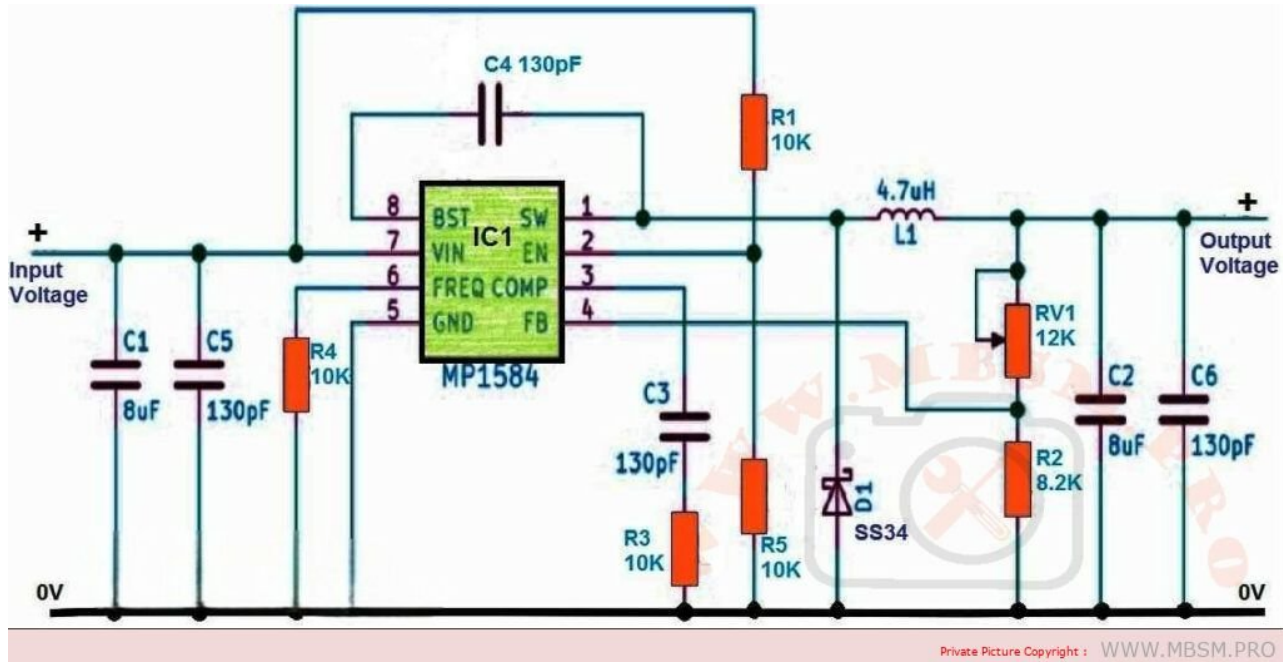 C4 130pF
R1
10K
4.7uH
L1
+
Input
Voltage
+
Output
Voltage
8 BST SW 1
7 VIN IC1 EN 2
6 FREQ COMP 3
5 GND FB 4
MP1584
C1
8uF
C5
130pF
R4
10K
C3
130pF
R3
10K
R5
10K
D1
SS34
RV1
12K
R2
8.2K
C2
8uF
C6
130pF
WWW.MBSM.PRO
0V
0V
Private Picture Copyright : WWW.MBSM.PRO